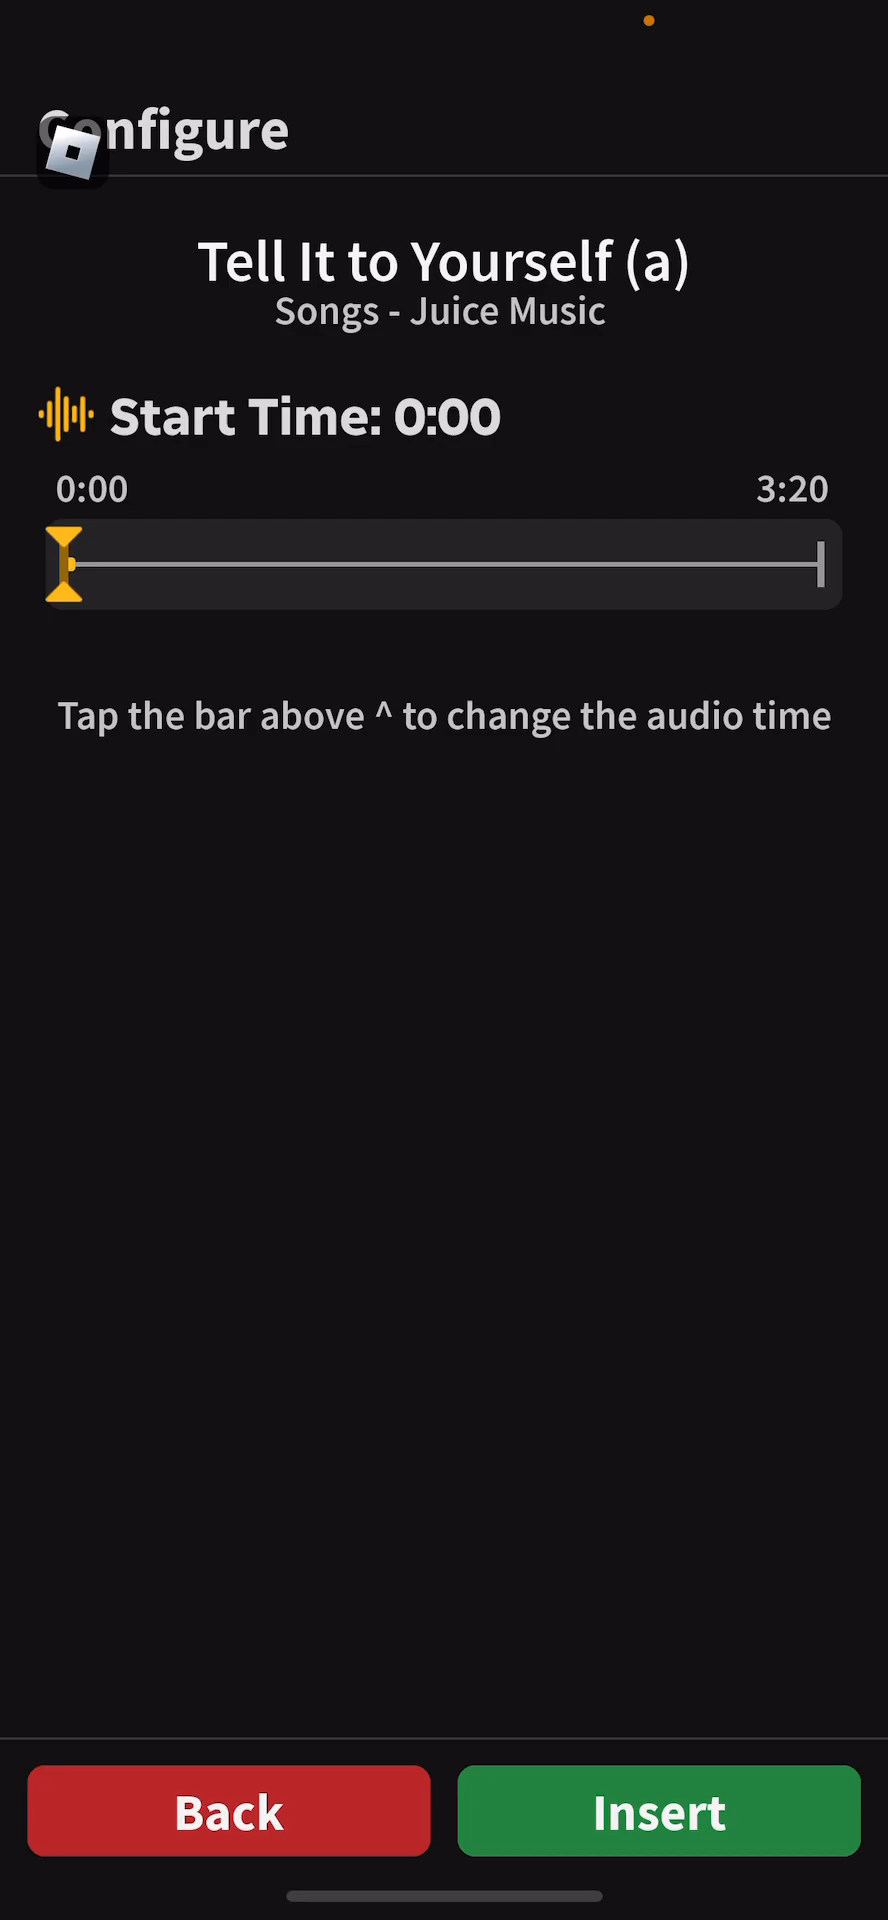 Configure
Tell It to Yourself (a)
Songs - Juice Music
Start Time: 0:00
0:00 3:20
Tap the bar above ^ to change the audio time
Back Insert